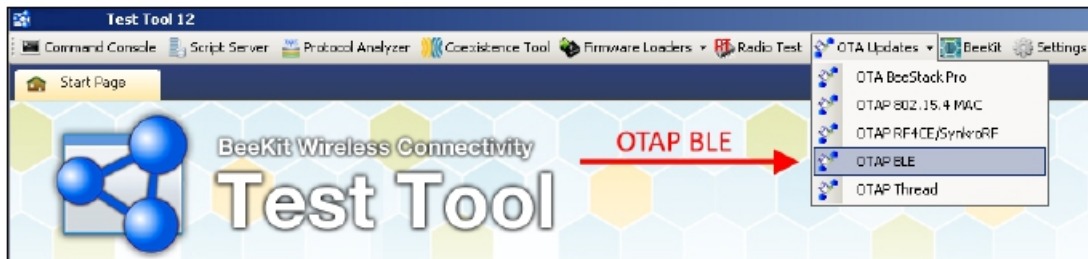 Test Tool 12
Command Console Script Server Protocol Analyzer Coexistence Tool Firmware Loaders Radio Test OTA Updates BeeKit Settings
Start Page
OTA BeeStack Pro
OTAP 802.15.4 MAC
OTAP RF4CE/SynkroRF
OTAP BLE
OTAP Thread
BeeKit Wireless Connectivity
Test Tool
OTAP BLE